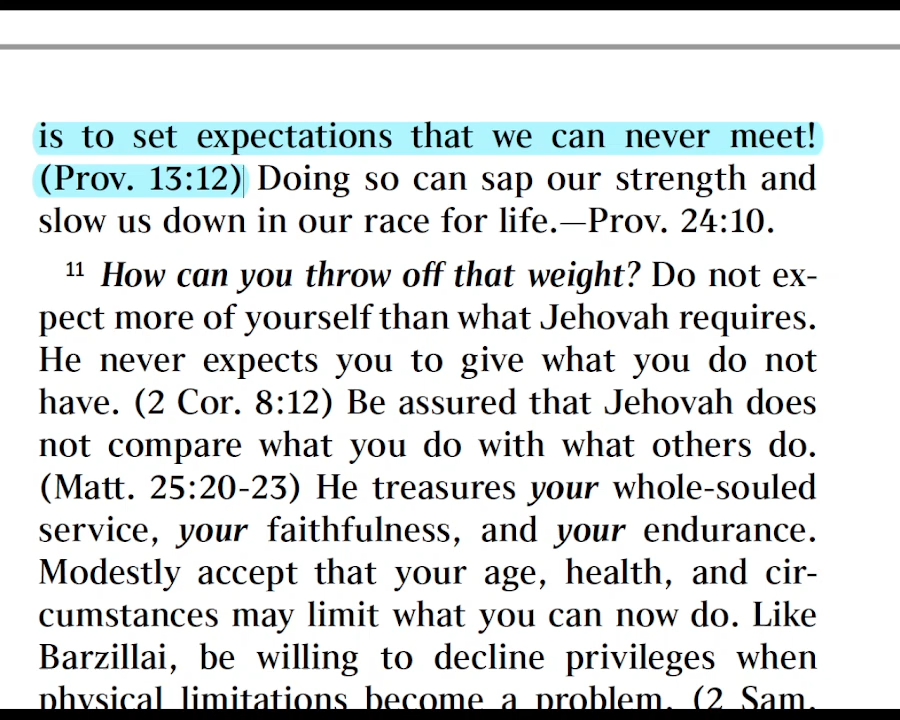 is to set expectations that we can never meet!
(Prov. 13:12) Doing so can sap our strength and
slow us down in our race for life.—Prov. 24:10.
11 How can you throw off that weight? Do not ex-
pect more of yourself than what Jehovah requires.
He never expects you to give what you do not
have. (2 Cor. 8:12) Be assured that Jehovah does
not compare what you do with what others do.
(Matt. 25:20-23) He treasures your whole-souled
service, your faithfulness, and your endurance.
Modestly accept that your age, health, and cir-
cumstances may limit what you can now do. Like
Barzillai, be willing to decline privileges when
physical limitations become a problem. (2 Sam.